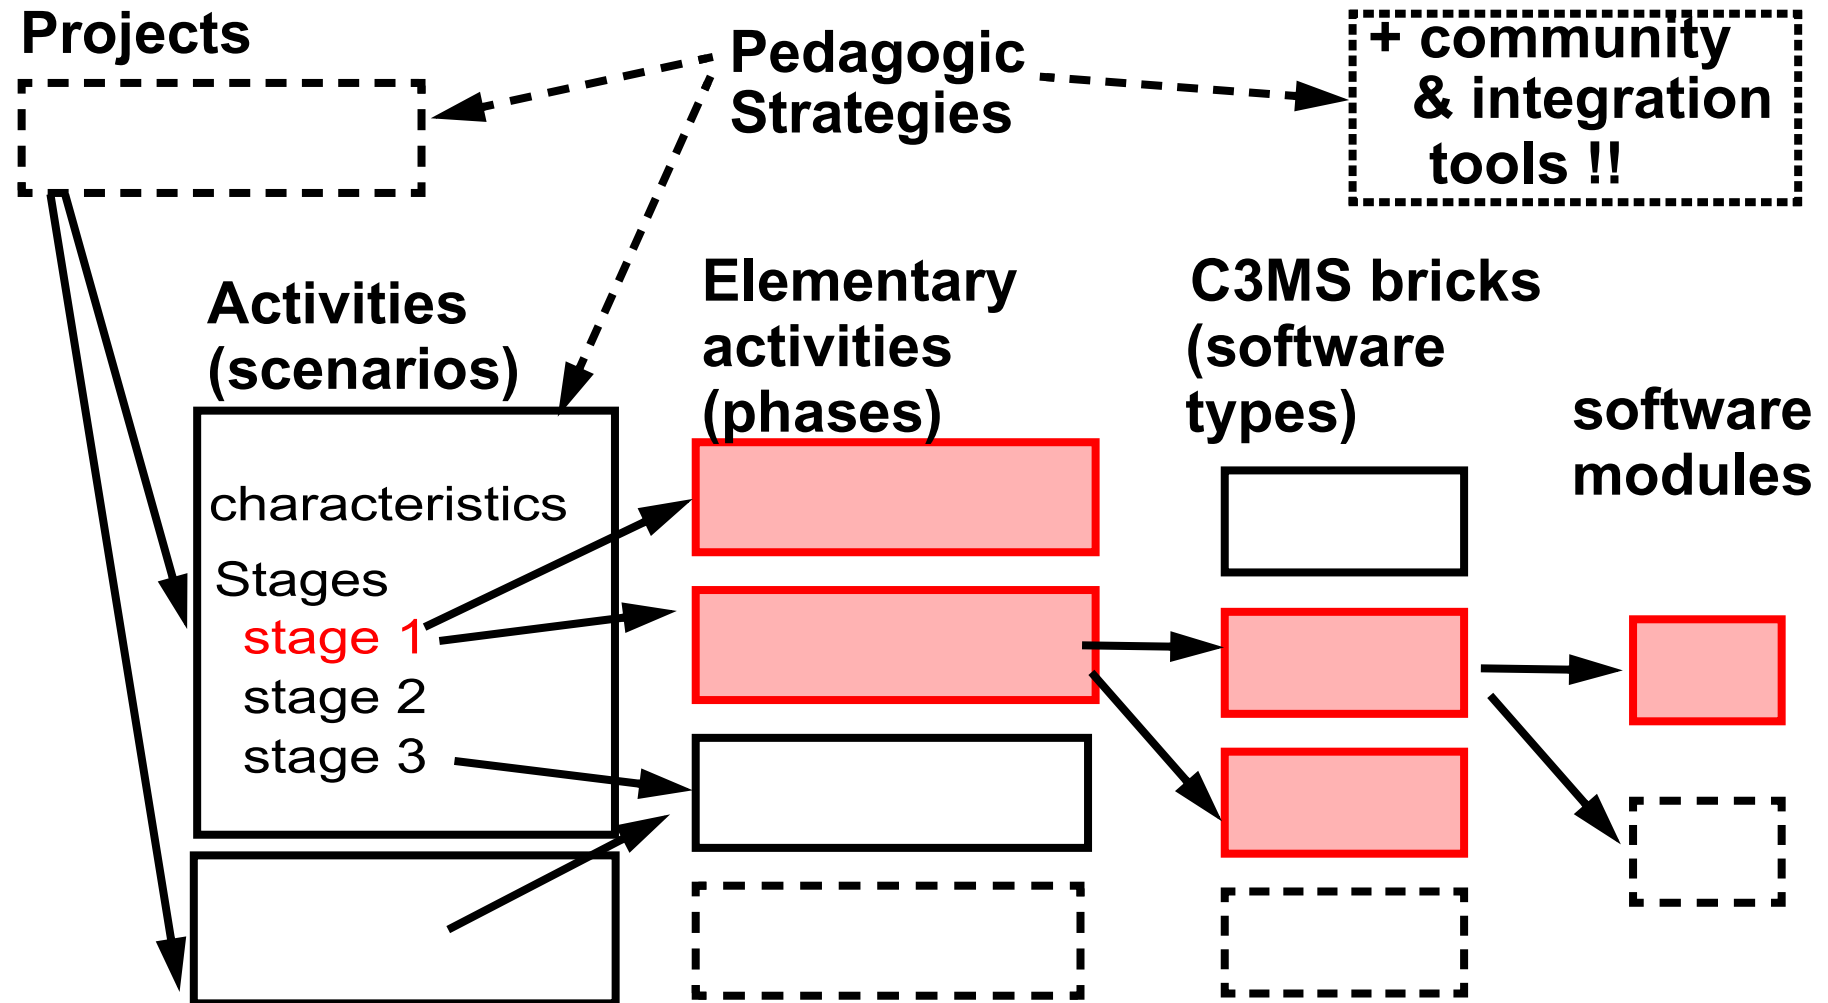 Projects
Pedagogic
Strategies
+ community
& integration
tools !!
Activities
(scenarios)
Elementary
activities
(phases)
C3MS bricks
(software
types)
software
modules
characteristics
Stages
stage 1
stage 2
stage 3